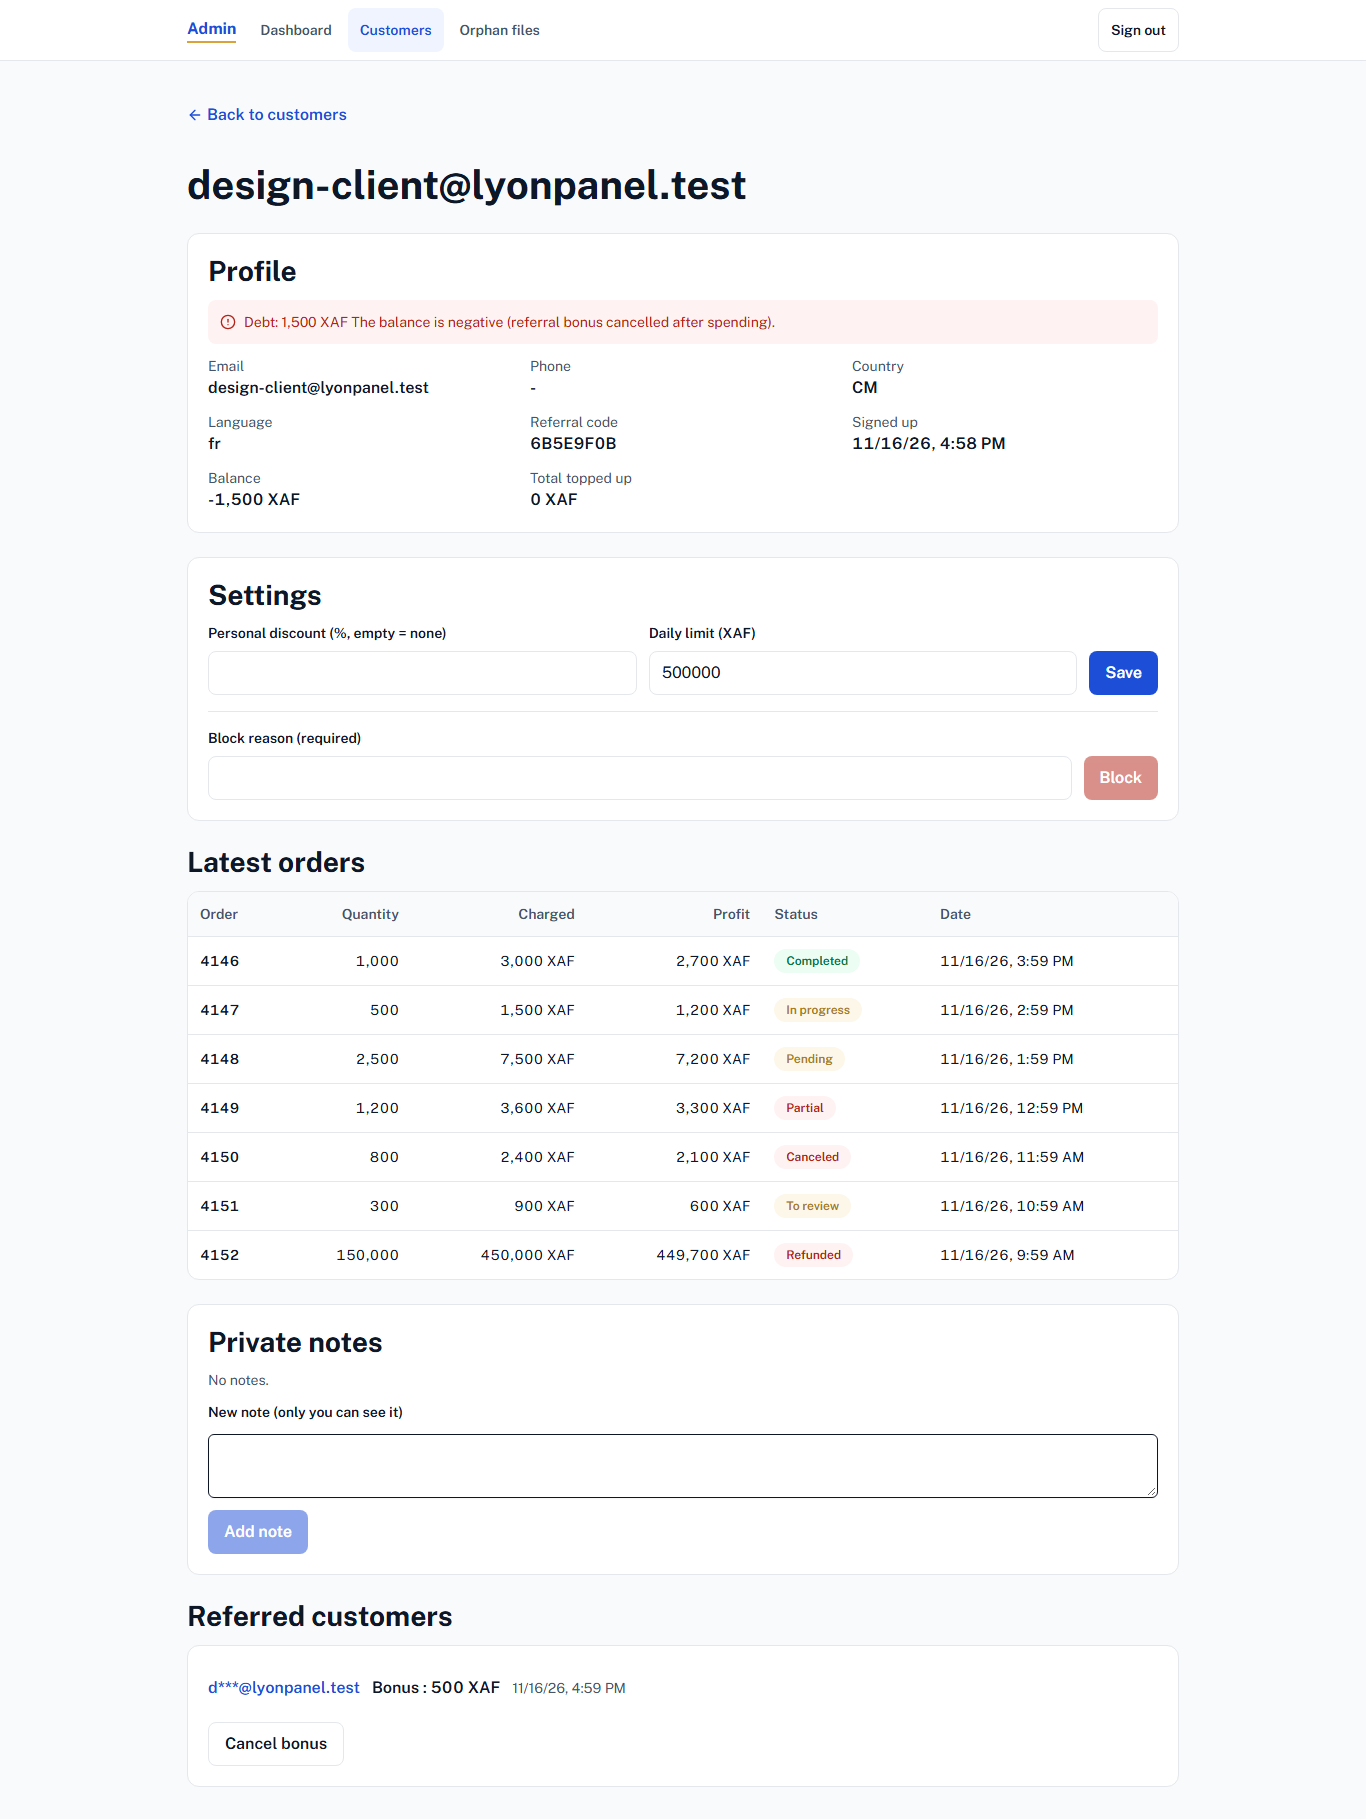 Admin Dashboard Customers Orphan files Sign out
← Back to customers
design-client@lyonpanel.test
Profile
Debt: 1,500 XAF The balance is negative (referral bonus cancelled after spending).
Email Phone Country
design-client@lyonpanel.test - CM
Language Referral code Signed up
fr 6B5E9F0B 11/16/26, 4:58 PM
Balance Total topped up
-1,500 XAF 0 XAF
Settings
Personal discount (%, empty = none) Daily limit (XAF)
500000 Save
Block reason (required)
Block
Latest orders
Order Quantity Charged Profit Status Date
4146 1,000 3,000 XAF 2,700 XAF Completed 11/16/26, 3:59 PM
4147 500 1,500 XAF 1,200 XAF In progress 11/16/26, 2:59 PM
4148 2,500 7,500 XAF 7,200 XAF Pending 11/16/26, 1:59 PM
4149 1,200 3,600 XAF 3,300 XAF Partial 11/16/26, 12:59 PM
4150 800 2,400 XAF 2,100 XAF Canceled 11/16/26, 11:59 AM
4151 300 900 XAF 600 XAF To review 11/16/26, 10:59 AM
4152 150,000 450,000 XAF 449,700 XAF Refunded 11/16/26, 9:59 AM
Private notes
No notes.
New note (only you can see it)
Add note
Referred customers
d***@lyonpanel.test Bonus : 500 XAF 11/16/26, 4:59 PM
Cancel bonus